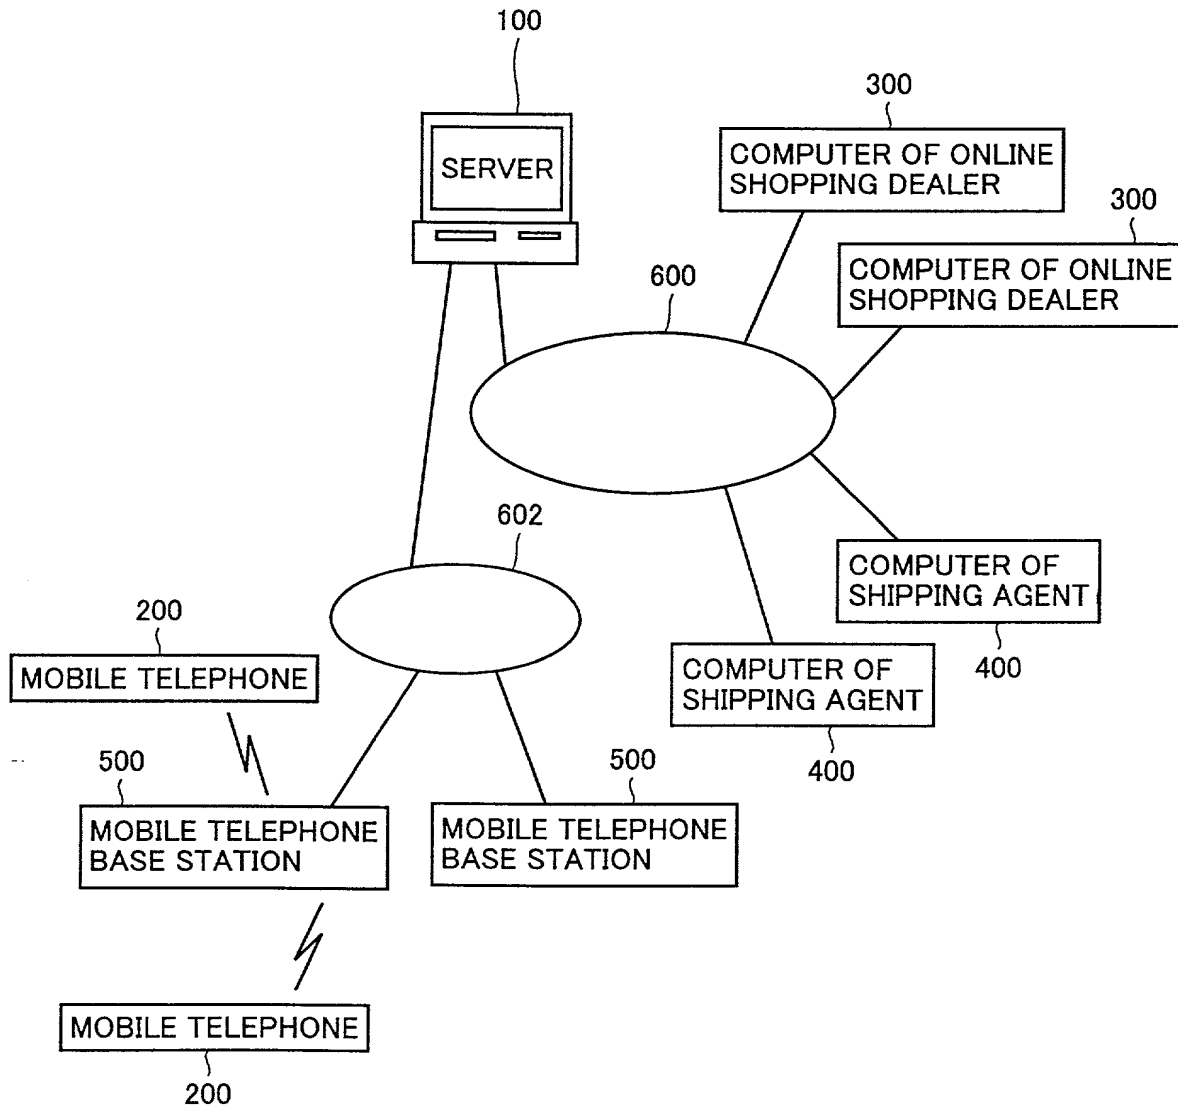 100
SERVER
300
COMPUTER OF ONLINE
SHOPPING DEALER
300
COMPUTER OF ONLINE
SHOPPING DEALER
600
602
COMPUTER OF
SHIPPING AGENT
400
COMPUTER OF
SHIPPING AGENT
400
200
MOBILE TELEPHONE
500
MOBILE TELEPHONE
BASE STATION
500
MOBILE TELEPHONE
BASE STATION
MOBILE TELEPHONE
200